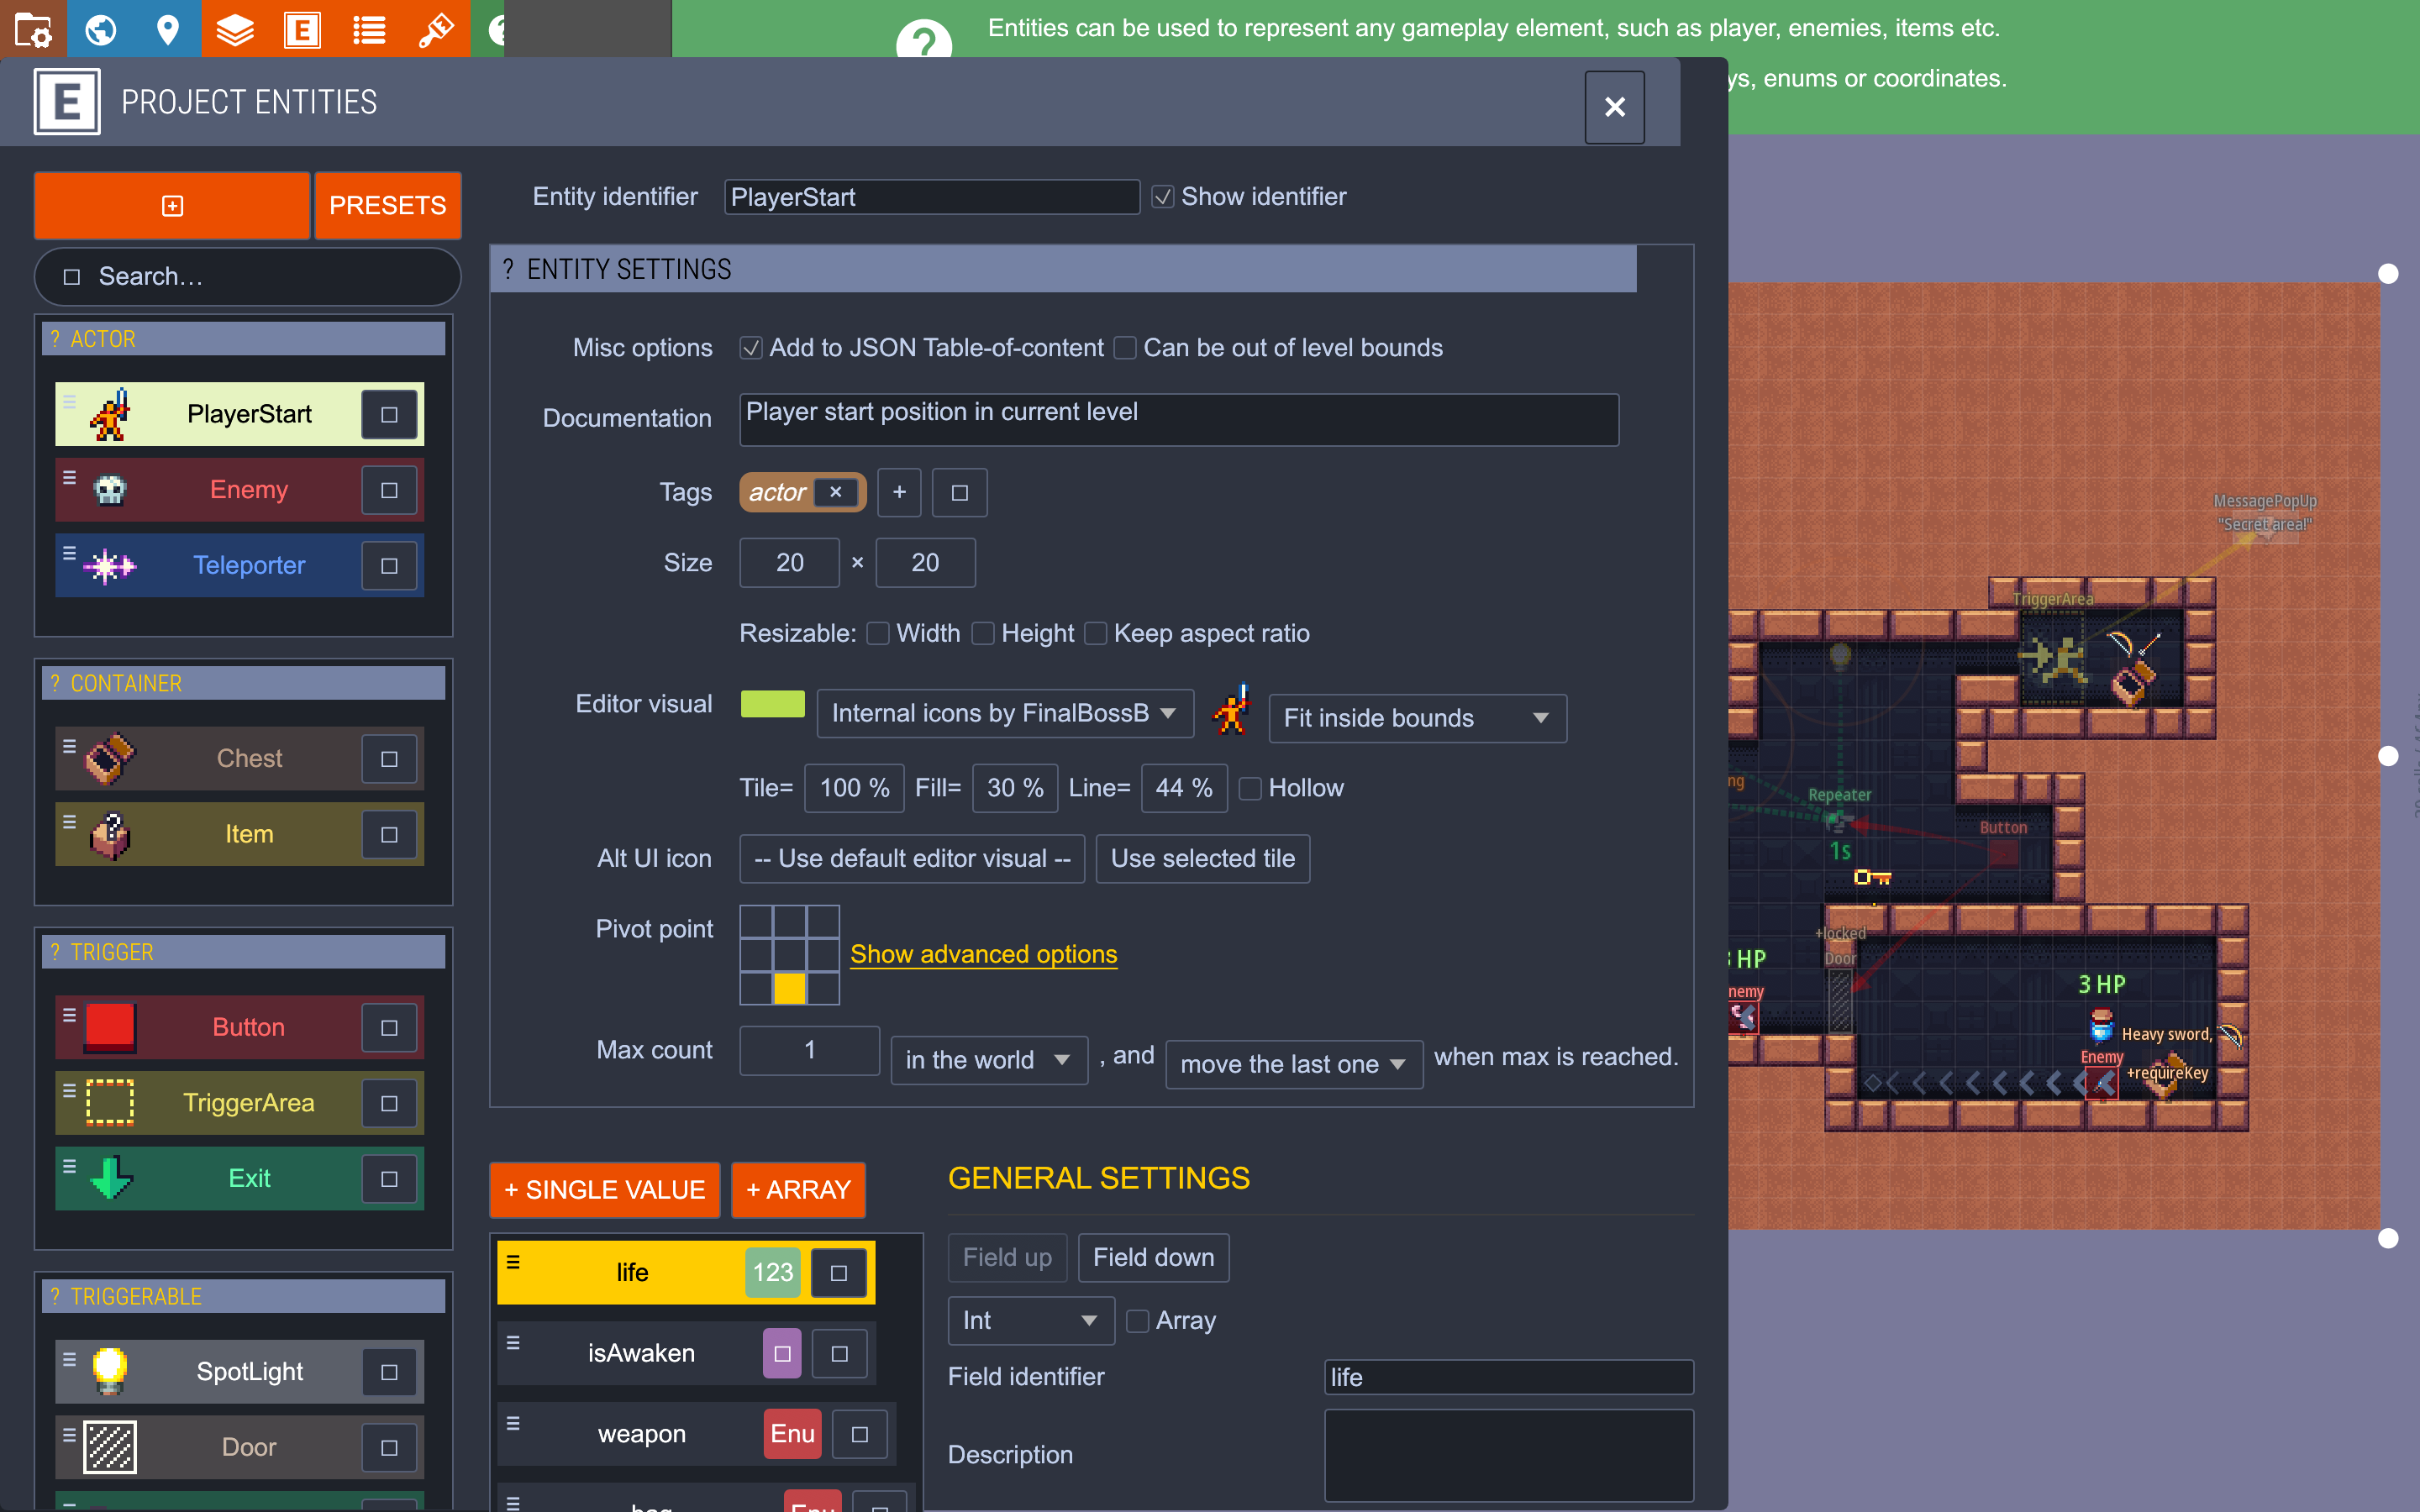 Entities can be used to represent any gameplay element, such as player, enemies, items etc.
ys, enums or coordinates.
E PROJECT ENTITIES
PRESETS
Search...
? ACTOR
PlayerStart
Enemy
Teleporter
? CONTAINER
Chest
Item
? TRIGGER
Button
TriggerArea
Exit
? TRIGGERABLE
SpotLight
Door
Entity identifier PlayerStart Show identifier
? ENTITY SETTINGS
Misc options Add to JSON Table-of-content Can be out of level bounds
Documentation Player start position in current level
Tags actor × +
Size 20 × 20
Resizable: Width Height Keep aspect ratio
Editor visual Internal icons by FinalBossB Fit inside bounds
Tile= 100 % Fill= 30 % Line= 44 % Hollow
Alt UI icon -- Use default editor visual -- Use selected tile
Pivot point Show advanced options
Max count 1 in the world , and move the last one when max is reached.
+ SINGLE VALUE + ARRAY
life 123
isAwaken
weapon Enu
bag Enu
GENERAL SETTINGS
Field up Field down
Int Array
Field identifier life
Description
MessagePopUp
"Secret area!"
TriggerArea
ng
Repeater
1s
Button
+locked
Door
HP
nemy
3 HP
Heavy sword,
Enemy
+requireKey